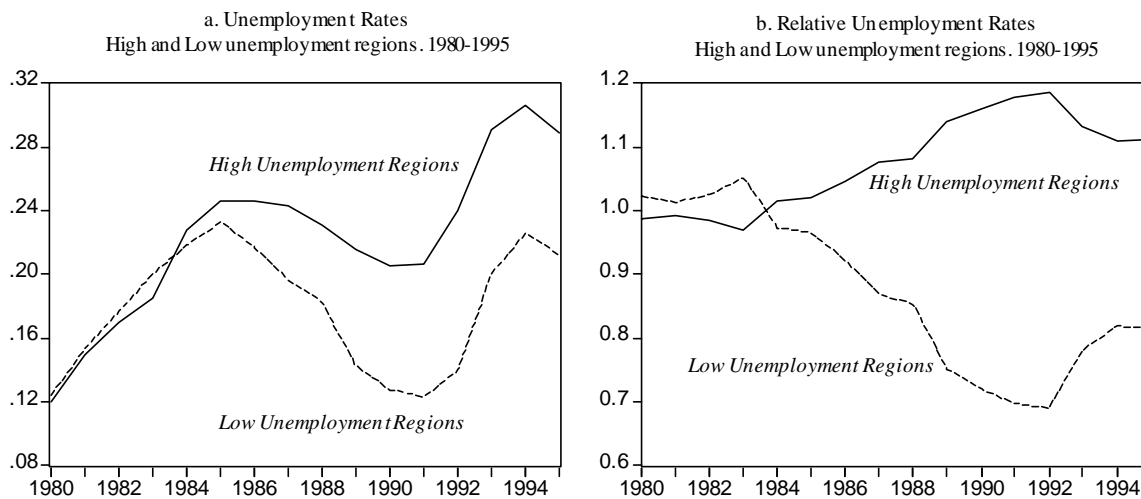 a. Unemployment Rates
High and Low unemployment regions. 1980-1995
.32
.28
.24
.20
.16
.12
.08
High Unemployment Regions
Low Unemployment Regions
1980 1982 1984 1986 1988 1990 1992 1994
b. Relative Unemployment Rates
High and Low unemployment regions. 1980-1995
1.2
1.1
1.0
0.9
0.8
0.7
0.6
High Unemployment Regions
Low Unemployment Regions
1980 1982 1984 1986 1988 1990 1992 1994